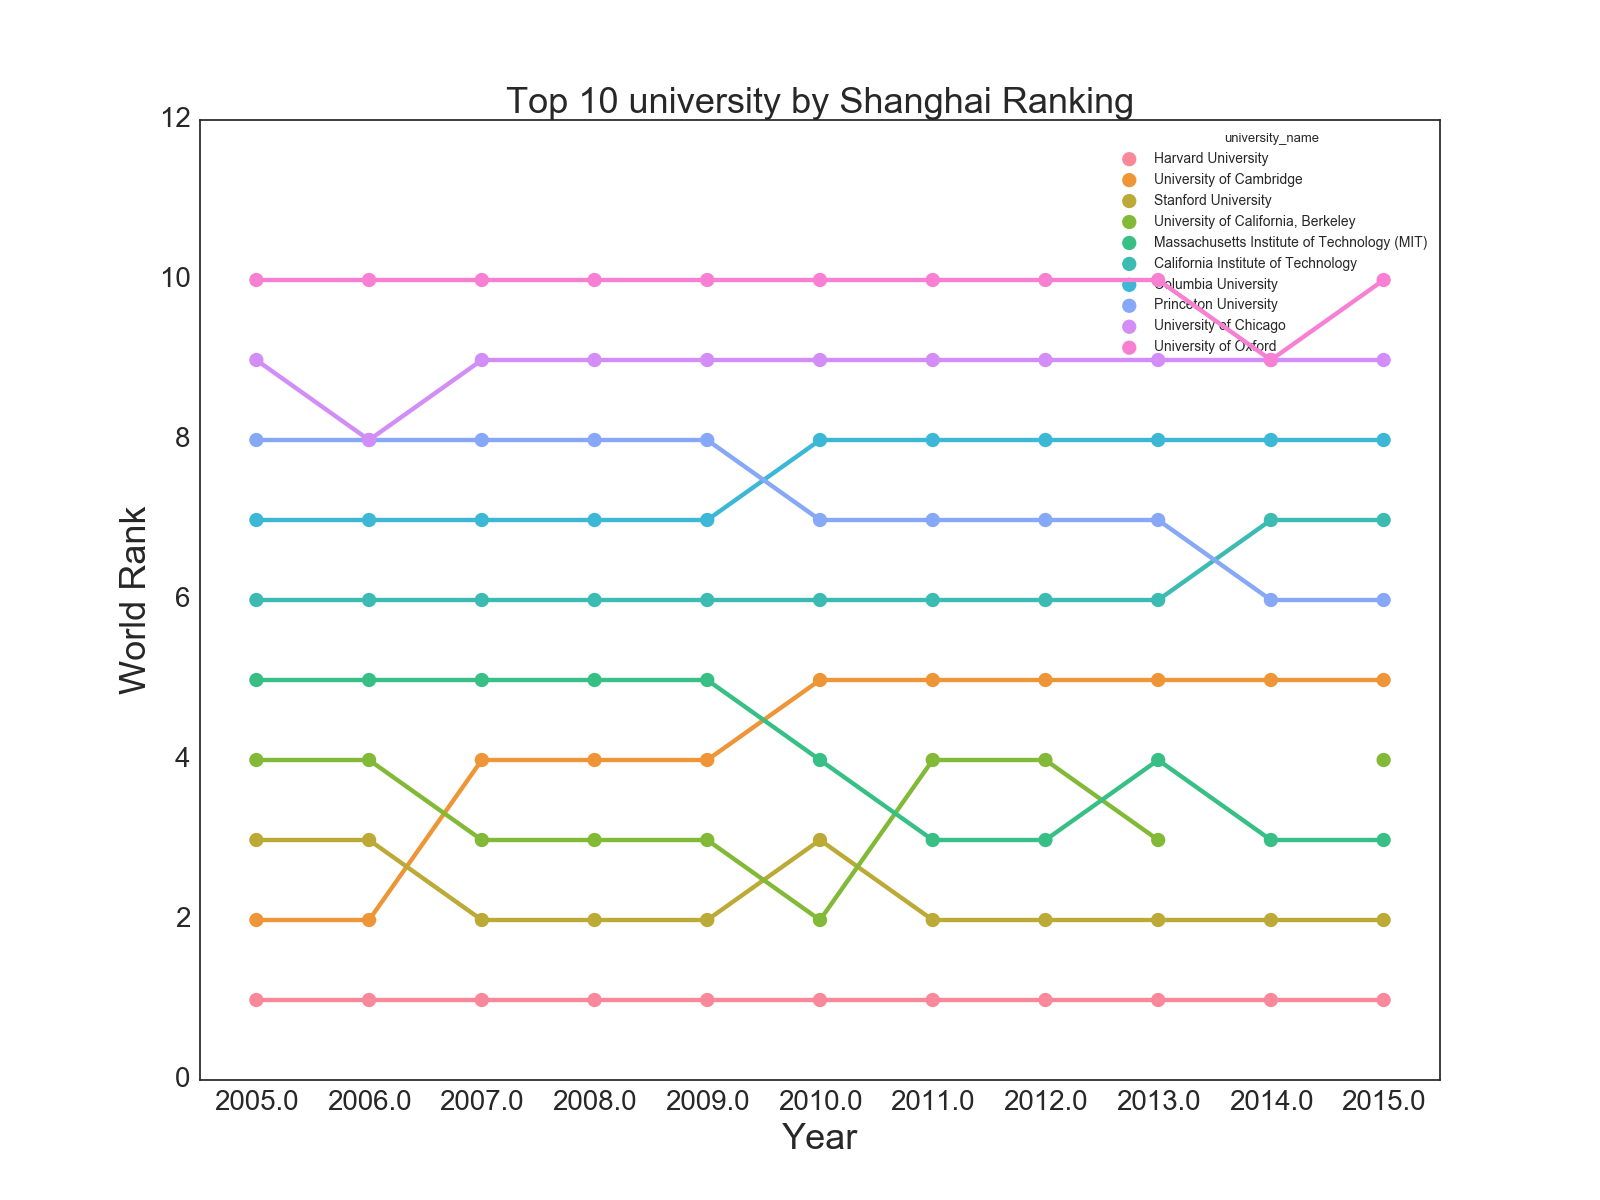 Top 10 university by Shanghai Ranking
12
10
8
6
4
2
0
World Rank
university_name
Harvard University
University of Cambridge
Stanford University
University of California, Berkeley
Massachusetts Institute of Technology (MIT)
California Institute of Technology
Columbia University
Princeton University
University of Chicago
University of Oxford
2005.0 2006.0 2007.0 2008.0 2009.0 2010.0 2011.0 2012.0 2013.0 2014.0 2015.0
Year